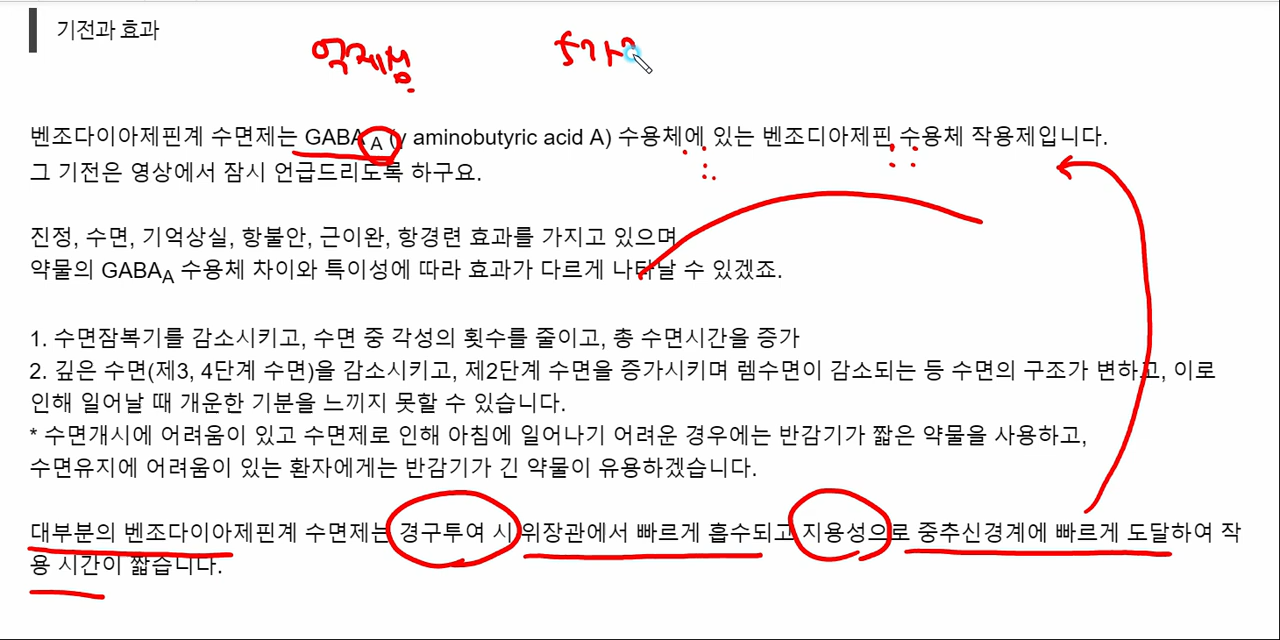 기전과 효과
억제성 5가
벤조다이아제핀계 수면제는 GABA A (γ aminobutyric acid A) 수용체에 있는 벤조디아제핀 수용체 작용제입니다.
그 기전은 영상에서 잠시 언급드리도록 하구요.
진정, 수면, 기억상실, 항불안, 근이완, 항경련 효과를 가지고 있으며
약물의 GABAA 수용체 차이와 특이성에 따라 효과가 다르게 나타날 수 있겠죠.
1. 수면잠복기를 감소시키고, 수면 중 각성의 횟수를 줄이고, 총 수면시간을 증가
2. 깊은 수면(제3, 4단계 수면)을 감소시키고, 제2단계 수면을 증가시키며 렘수면이 감소되는 등 수면의 구조가 변하고, 이로
인해 일어날 때 개운한 기분을 느끼지 못할 수 있습니다.
* 수면개시에 어려움이 있고 수면제로 인해 아침에 일어나기 어려운 경우에는 반감기가 짧은 약물을 사용하고,
수면유지에 어려움이 있는 환자에게는 반감기가 긴 약물이 유용하겠습니다.
대부분의 벤조다이아제핀계 수면제는 경구투여 시 위장관에서 빠르게 흡수되고 지용성으로 중추신경계에 빠르게 도달하여 작
용 시간이 짧습니다.